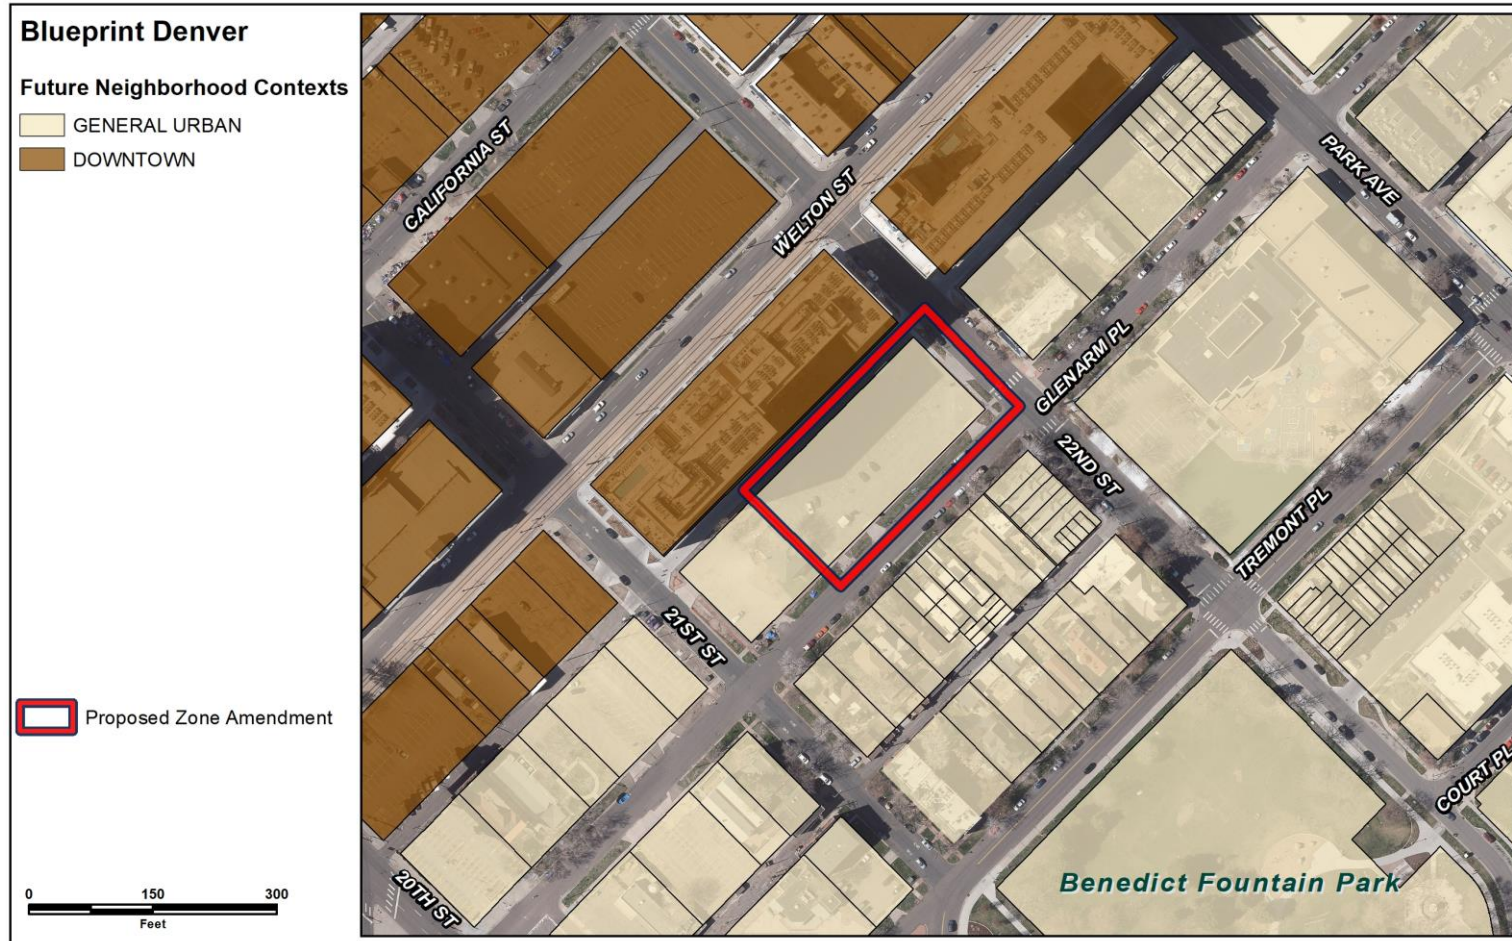 Blueprint Denver
Future Neighborhood Contexts
GENERAL URBAN
DOWNTOWN
Proposed Zone Amendment
0 150 300
Feet
CALIFORNIA ST
WELTON ST
PARK AVE
GLENARM PL
22ND ST
TREMONT PL
21ST ST
COURT PL
20TH ST
Benedict Fountain Park